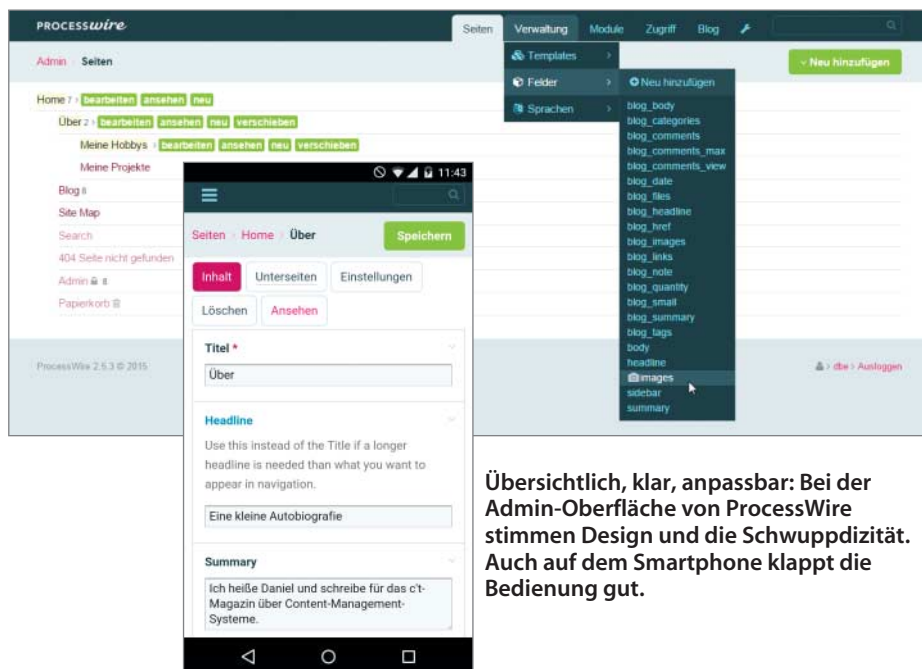 PROCESSwire
Seiten Verwaltung Module Zugriff Blog
Admin Seiten
Neu hinzufügen
Templates
Felder
Sprachen
Neu hinzufügen
blog_body
blog_categories
blog_comments
blog_comments_max
blog_comments_view
blog_date
blog_files
blog_headline
blog_href
blog_images
blog_links
blog_note
blog_quantity
blog_small
blog_summary
blog_tags
body
headline
images
sidebar
summary
Home 7 bearbeiten ansehen neu
Über 2 bearbeiten ansehen neu verschieben
Meine Hobbys bearbeiten ansehen neu verschieben
Meine Projekte
Blog 8
Site Map
Search
404 Seite nicht gefunden
Admin 8
Papierkorb
ProcessWire 2.5.3 © 2015
dbe Ausloggen
11:43
Seiten Home Über
Speichern
Inhalt Unterseiten Einstellungen
Löschen Ansehen
Titel *
Über
Headline
Use this instead of the Title if a longer
headline is needed than what you want to
appear in navigation.
Eine kleine Autobiografie
Summary
Ich heiße Daniel und schreibe für das c't-
Magazin über Content-Management-
Systeme.
Übersichtlich, klar, anpassbar: Bei der
Admin-Oberfläche von ProcessWire
stimmen Design und die Schwuppdizität.
Auch auf dem Smartphone klappt die
Bedienung gut.